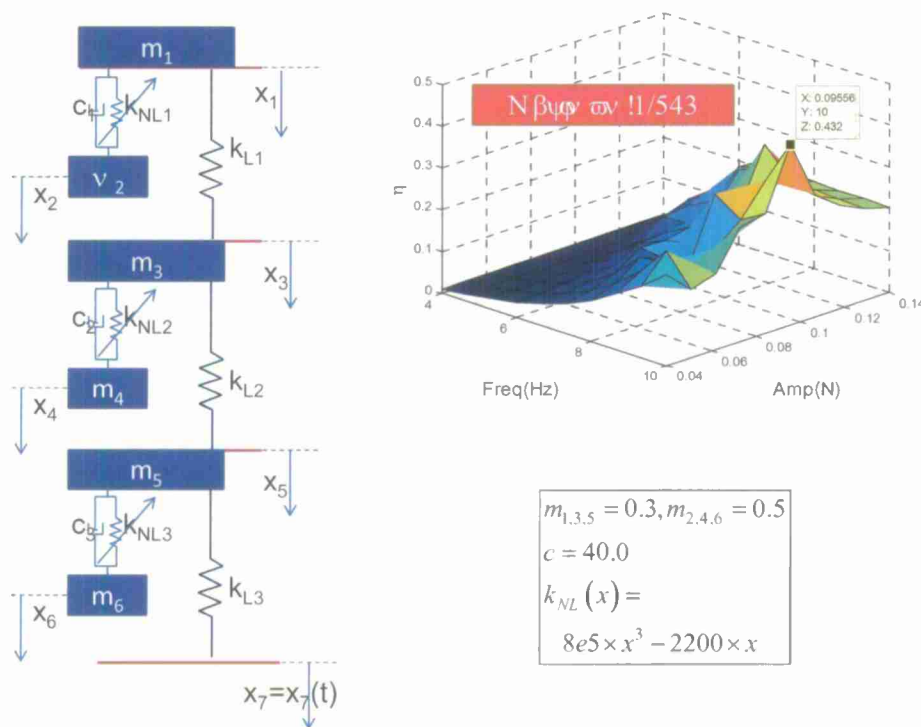 m1
x1
c1 kNL1
kL1
ν 2
x2
m3
x3
c2 kNL2
kL2
m4
x4
m5
x5
c3 kNL3
kL3
m6
x6
x7=x7(t)
0.5
0.4
0.3
0.2
0.1
0
η
X: 0.09556
Y: 10
Z: 0.432
4
6
8
10
0.04
0.06
0.08
0.1
0.12
0.14
Freq(Hz)
Amp(N)
m1.3.5 = 0.3, m2.4.6 = 0.5
c = 40.0
kNL (x) =
8e5 × x³ − 2200 × x